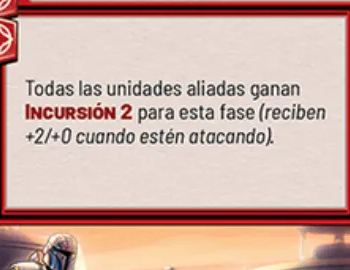 Todas las unidades aliadas ganan
INCURSIÓN 2 para esta fase (reciben
+2/+0 cuando estén atacando).